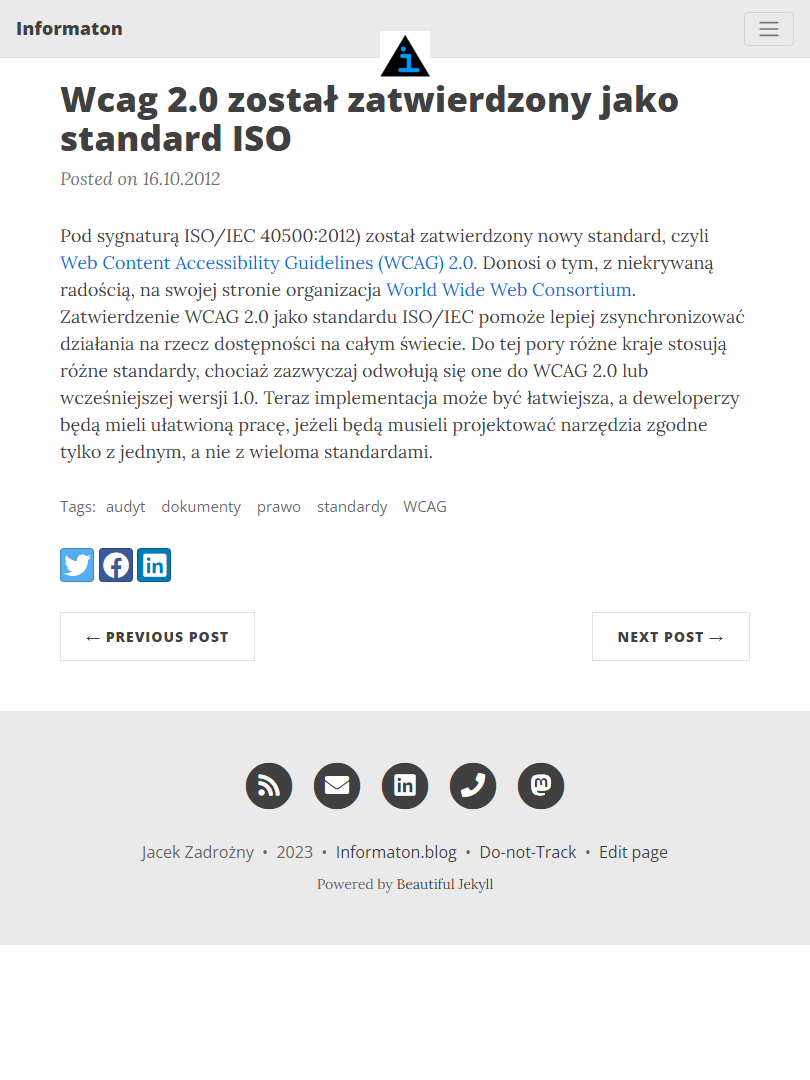 Informaton
i
Wcag 2.0 został zatwierdzony jako
standard ISO
Posted on 16.10.2012
Pod sygnaturą ISO/IEC 40500:2012) został zatwierdzony nowy standard, czyli
Web Content Accessibility Guidelines (WCAG) 2.0. Donosi o tym, z niekrywaną
radością, na swojej stronie organizacja World Wide Web Consortium.
Zatwierdzenie WCAG 2.0 jako standardu ISO/IEC pomoże lepiej zsynchronizować
działania na rzecz dostępności na całym świecie. Do tej pory różne kraje stosują
różne standardy, chociaż zazwyczaj odwołują się one do WCAG 2.0 lub
wcześniejszej wersji 1.0. Teraz implementacja może być łatwiejsza, a deweloperzy
będą mieli ułatwioną pracę, jeżeli będą musieli projektować narzędzia zgodne
tylko z jednym, a nie z wieloma standardami.
Tags: audyt dokumenty prawo standardy WCAG
← PREVIOUS POST
NEXT POST →
Jacek Zadrożny • 2023 • Informaton.blog • Do-not-Track • Edit page
Powered by Beautiful Jekyll